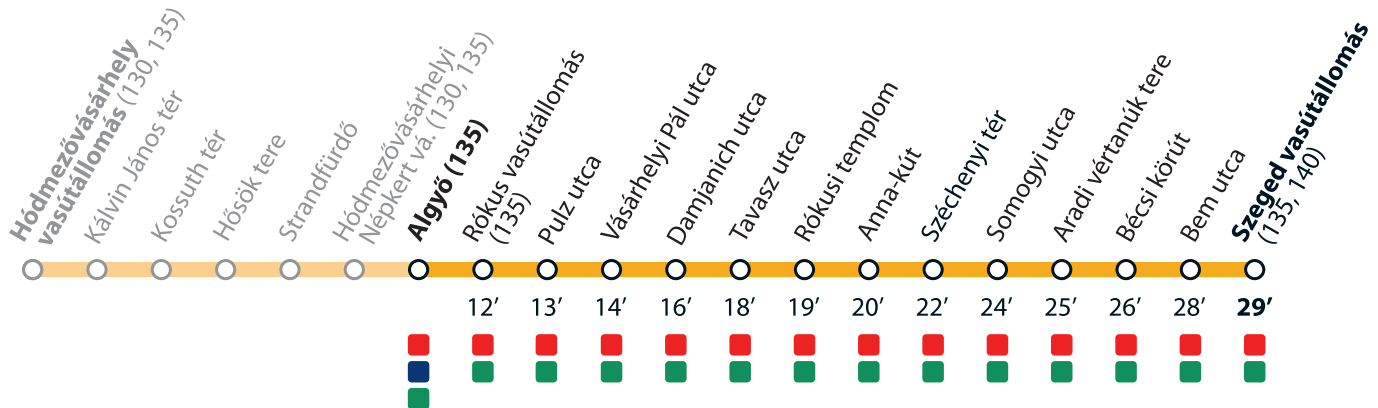 Hódmezővásárhely
vasútállomás (130, 135)
Kálvin János tér
Kossuth tér
Hősök tere
Strandfürdő
Hódmezővásárhelyi
Népkert vá. (130, 135)
Algyő (135)
Rókus vasútállomás
(135)
Pulz utca
Vásárhelyi Pál utca
Damjanich utca
Tavasz utca
Rókusi templom
Anna-kút
Széchenyi tér
Somogyi utca
Aradi vértanúk tere
Bécsi körút
Bem utca
Szeged vasútállomás
(135, 140)
12’ 13’ 14’ 16’ 18’ 19’ 20’ 22’ 24’ 25’ 26’ 28’ 29’